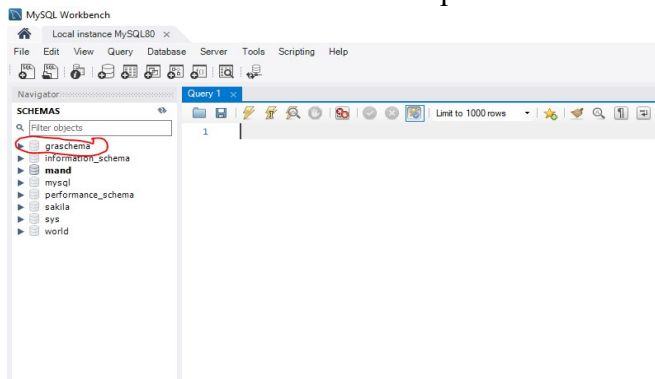 MySQL Workbench
Local instance MySQL80 ×
File Edit View Query Database Server Tools Scripting Help
Navigator
Query 1 ×
SCHEMAS
Limit to 1000 rows
Filter objects
1
graschema
information_schema
mand
mysql
performance_schema
sakila
sys
world